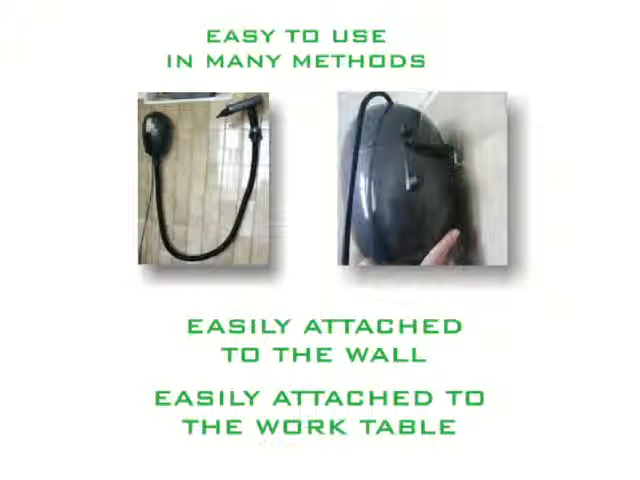 EASY TO USE
IN MANY METHODS
EASILY ATTACHED
TO THE WALL
EASILY ATTACHED TO
THE WORK TABLE